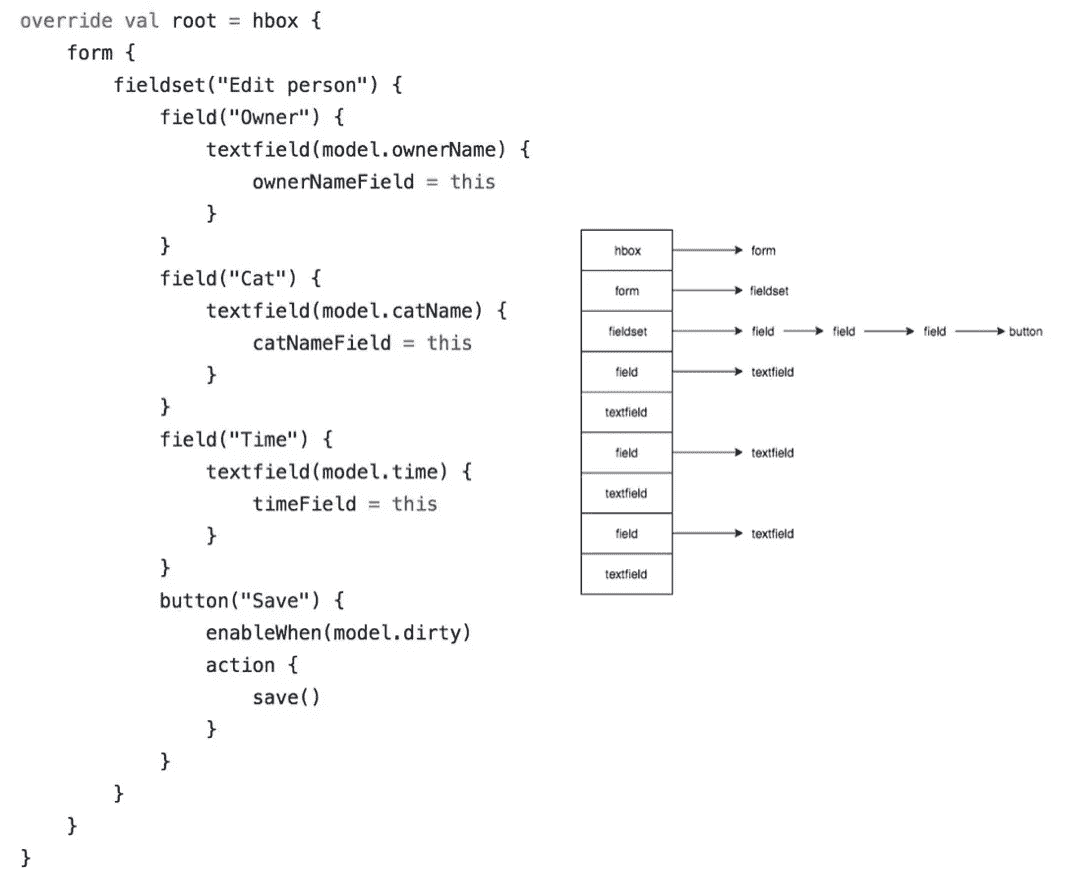 override val root = hbox {
    form {
        fieldset("Edit person") {
            field("Owner") {
                textfield(model.ownerName) {
                    ownerNameField = this
                }
            }
            field("Cat") {
                textfield(model.catName) {
                    catNameField = this
                }
            }
            field("Time") {
                textfield(model.time) {
                    timeField = this
                }
            }
            button("Save") {
                enableWhen(model.dirty)
                action {
                    save()
                }
            }
        }
    }
}
hbox form
form fieldset
fieldset field field field button
field textfield
textfield
field textfield
textfield
field textfield
textfield